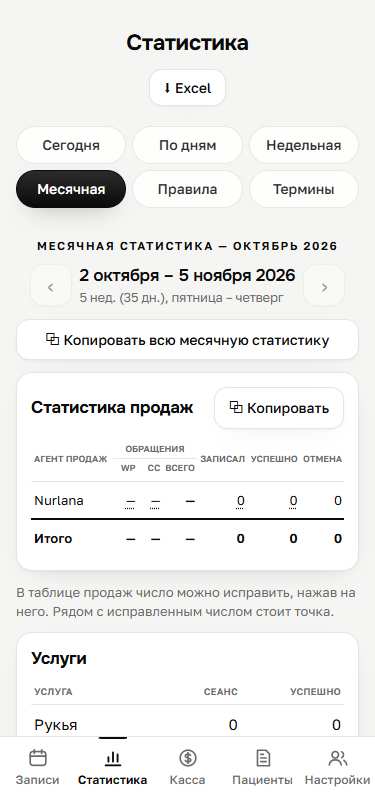 Статистика
⭳ Excel
Сегодня
По дням
Недельная
Месячная
Правила
Термины
МЕСЯЧНАЯ СТАТИСТИКА — ОКТЯБРЬ 2026
‹ 2 октября – 5 ноября 2026 ›
5 нед. (35 дн.), пятница – четверг
Копировать всю месячную статистику
Статистика продаж
Копировать
АГЕНТ ПРОДАЖ ОБРАЩЕНИЯ ЗАПИСАЛ УСПЕШНО ОТМЕНА
WP СС ВСЕГО
Nurlana — — — 0 0 0
Итого — — — 0 0 0
В таблице продаж число можно исправить, нажав на
него. Рядом с исправленным числом стоит точка.
Услуги
УСЛУГА СЕАНС УСПЕШНО
Рукья 0 0
Записи Статистика Касса Пациенты Настройки